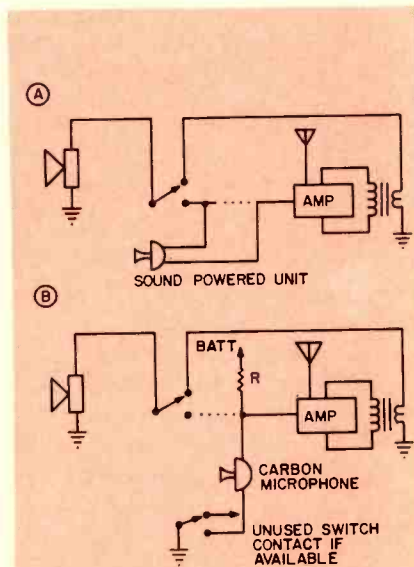 A
AMP
SOUND POWERED UNIT
B
BATT
R
AMP
CARBON
MICROPHONE
UNUSED SWITCH
CONTACT IF
AVAILABLE